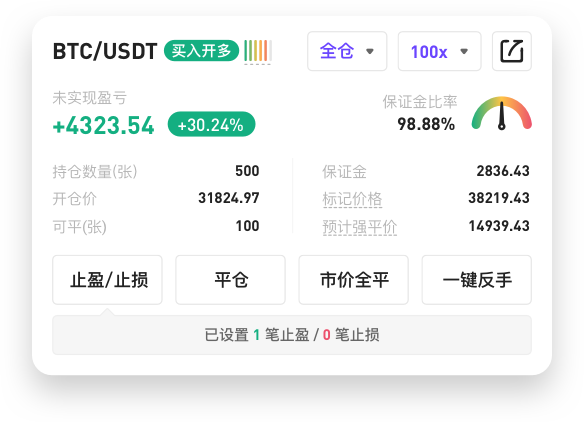 BTC/USDT 买入开多 全仓 100x
未实现盈亏 保证金比率
+4323.54 +30.24% 98.88%
持仓数量(张) 500 保证金 2836.43
开仓价 31824.97 标记价格 38219.43
可平(张) 100 预计强平价 14939.43
止盈/止损 平仓 市价全平 一键反手
已设置 1 笔止盈 / 0 笔止损